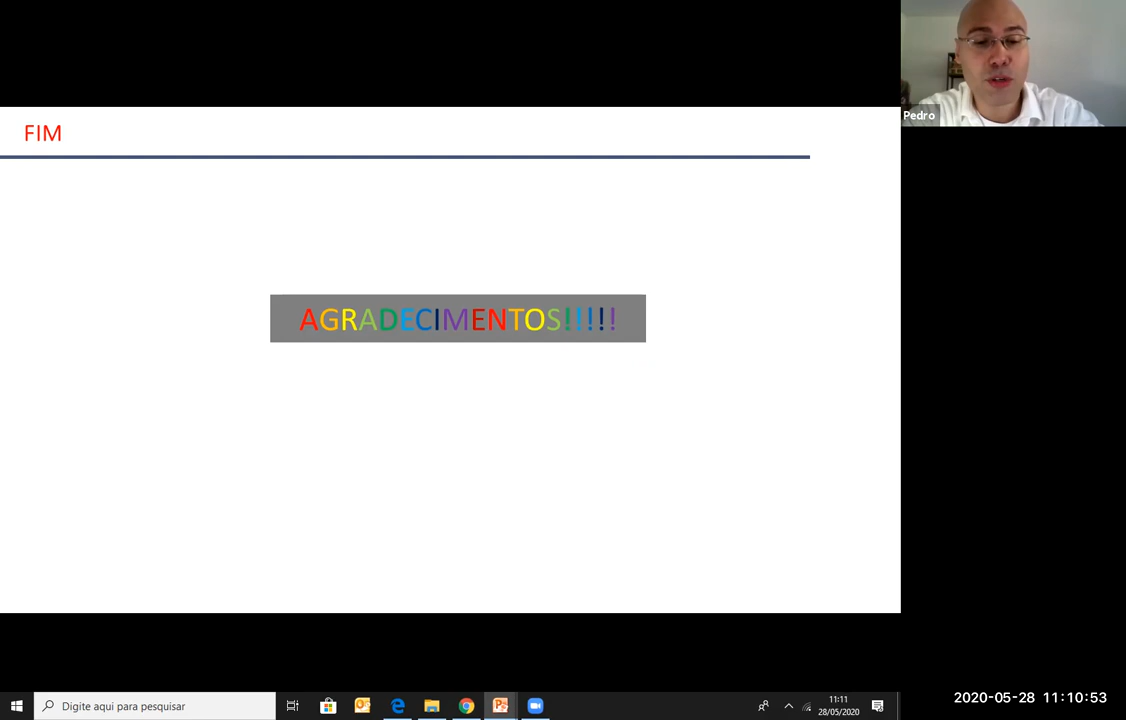 Pedro
FIM
AGRADECIMENTOS!!!!!
Digite aqui para pesquisar
11:11
28/05/2020
2020-05-28 11:10:53